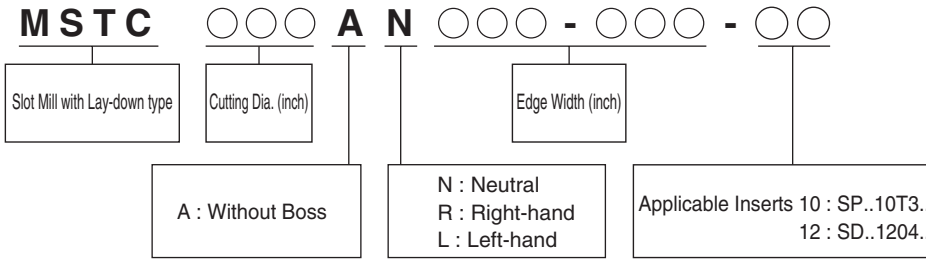 MSTC ○○○ A N ○○○ - ○○○ - ○○
Slot Mill with Lay-down type
Cutting Dia. (inch)
Edge Width (inch)
A : Without Boss
N : Neutral
R : Right-hand
L : Left-hand
Applicable Inserts 10 : SP..10T3..
12 : SD..1204..